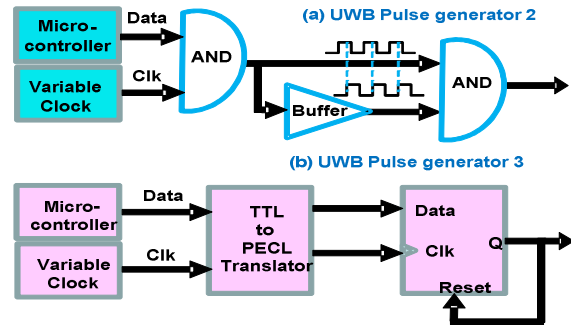 (a) UWB Pulse generator 2
Micro-
controller
Data
Variable
Clock
Clk
AND
Buffer
AND
(b) UWB Pulse generator 3
Micro-
controller
Data
Variable
Clock
Clk
TTL
to
PECL
Translator
Data
Clk
Q
Reset